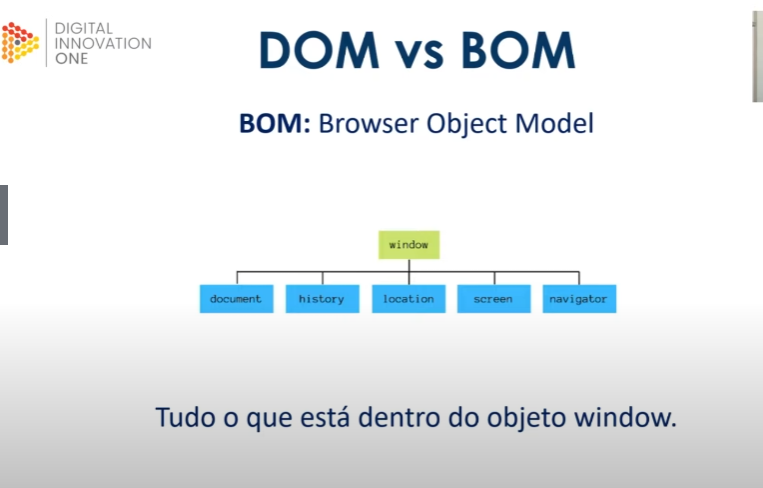 DIGITAL
INNOVATION
ONE
DOM vs BOM
BOM: Browser Object Model
window
document history location screen navigator
Tudo o que está dentro do objeto window.